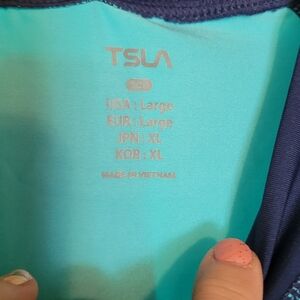 TSLA
USA : Large
EUR : Large
JPN : XL
KOR : XL
MADE IN VIETNAM